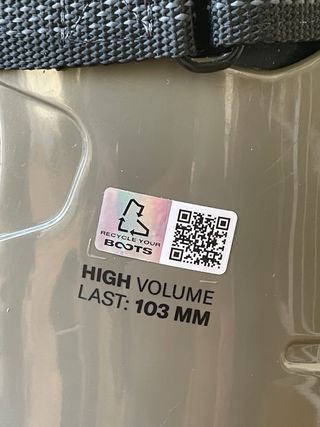 RECYCLE YOUR
BOOTS
HIGH VOLUME
LAST: 103 MM